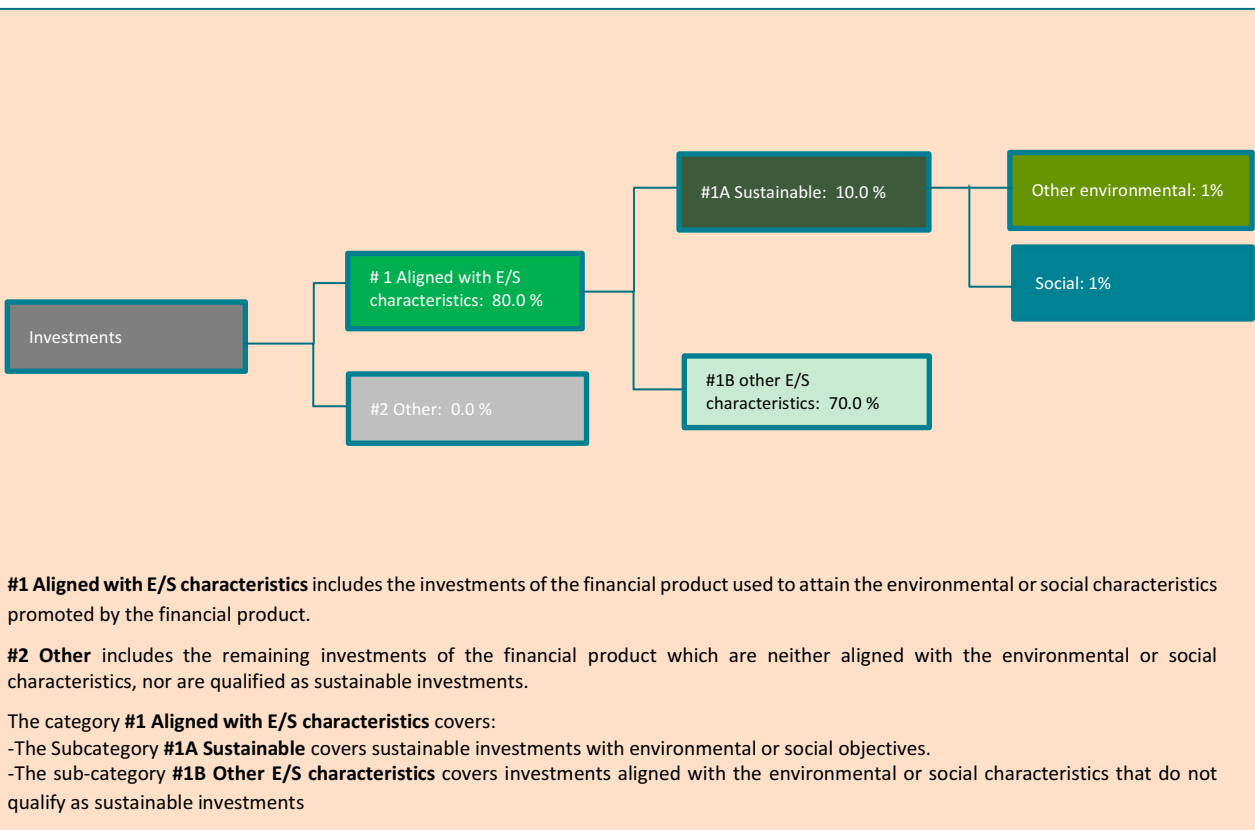 Investments
# 1 Aligned with E/S
characteristics:  80.0 %
#2 Other:  0.0 %
#1A Sustainable:  10.0 %
#1B other E/S
characteristics:  70.0 %
Other environmental: 1%
Social: 1%
#1 Aligned with E/S characteristics includes the investments of the financial product used to attain the environmental or social characteristics
promoted by the financial product.
#2 Other includes the remaining investments of the financial product which are neither aligned with the environmental or social
characteristics, nor are qualified as sustainable investments.
The category #1 Aligned with E/S characteristics covers:
-The Subcategory #1A Sustainable covers sustainable investments with environmental or social objectives.
-The sub-category #1B Other E/S characteristics covers investments aligned with the environmental or social characteristics that do not
qualify as sustainable investments